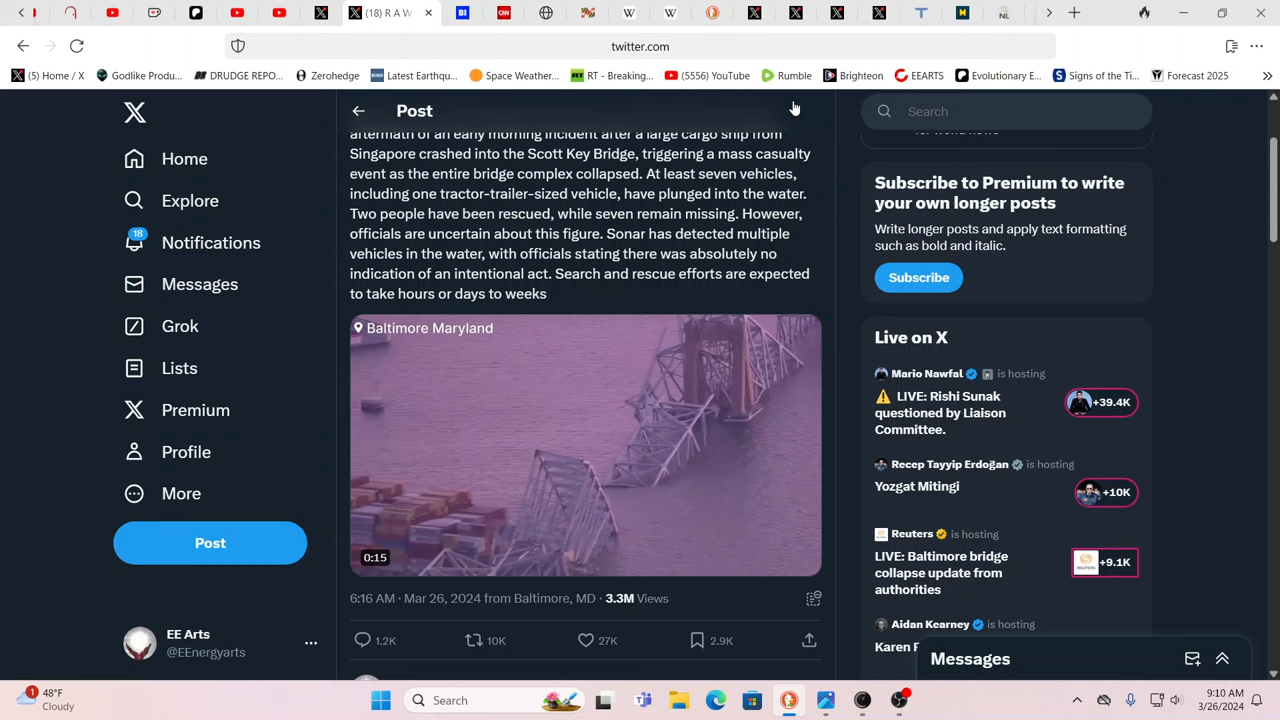 (18) R A W
twitter.com
(5) Home / X
Godlike Produ...
DRUDGE REPO...
Zerohedge
Latest Earthqu...
Space Weather...
RT - Breaking...
(5556) YouTube
Rumble
Brighteon
EEARTS
Evolutionary E...
Signs of the Ti...
Forecast 2025
Home
Explore
18
Notifications
Messages
Grok
Lists
Premium
Profile
More
Post
EE Arts
@EEnergyarts
Post
aftermath of an early morning incident after a large cargo ship from
Singapore crashed into the Scott Key Bridge, triggering a mass casualty
event as the entire bridge complex collapsed. At least seven vehicles,
including one tractor-trailer-sized vehicle, have plunged into the water.
Two people have been rescued, while seven remain missing. However,
officials are uncertain about this figure. Sonar has detected multiple
vehicles in the water, with officials stating there was absolutely no
indication of an intentional act. Search and rescue efforts are expected
to take hours or days to weeks
Baltimore Maryland
0:15
6:16 AM · Mar 26, 2024 from Baltimore, MD · 3.3M Views
1.2K 10K 27K 2.9K
Search
Subscribe to Premium to write
your own longer posts
Write longer posts and apply text formatting
such as bold and italic.
Subscribe
Live on X
Mario Nawfal is hosting
LIVE: Rishi Sunak
questioned by Liaison
Committee.
+39.4K
Recep Tayyip Erdoğan is hosting
Yozgat Mitingi
+10K
Reuters is hosting
LIVE: Baltimore bridge
collapse update from
authorities
REUTERS
+9.1K
Aidan Kearney is hosting
Karen
Messages
1
48°F
Cloudy
Search
9:10 AM
3/26/2024